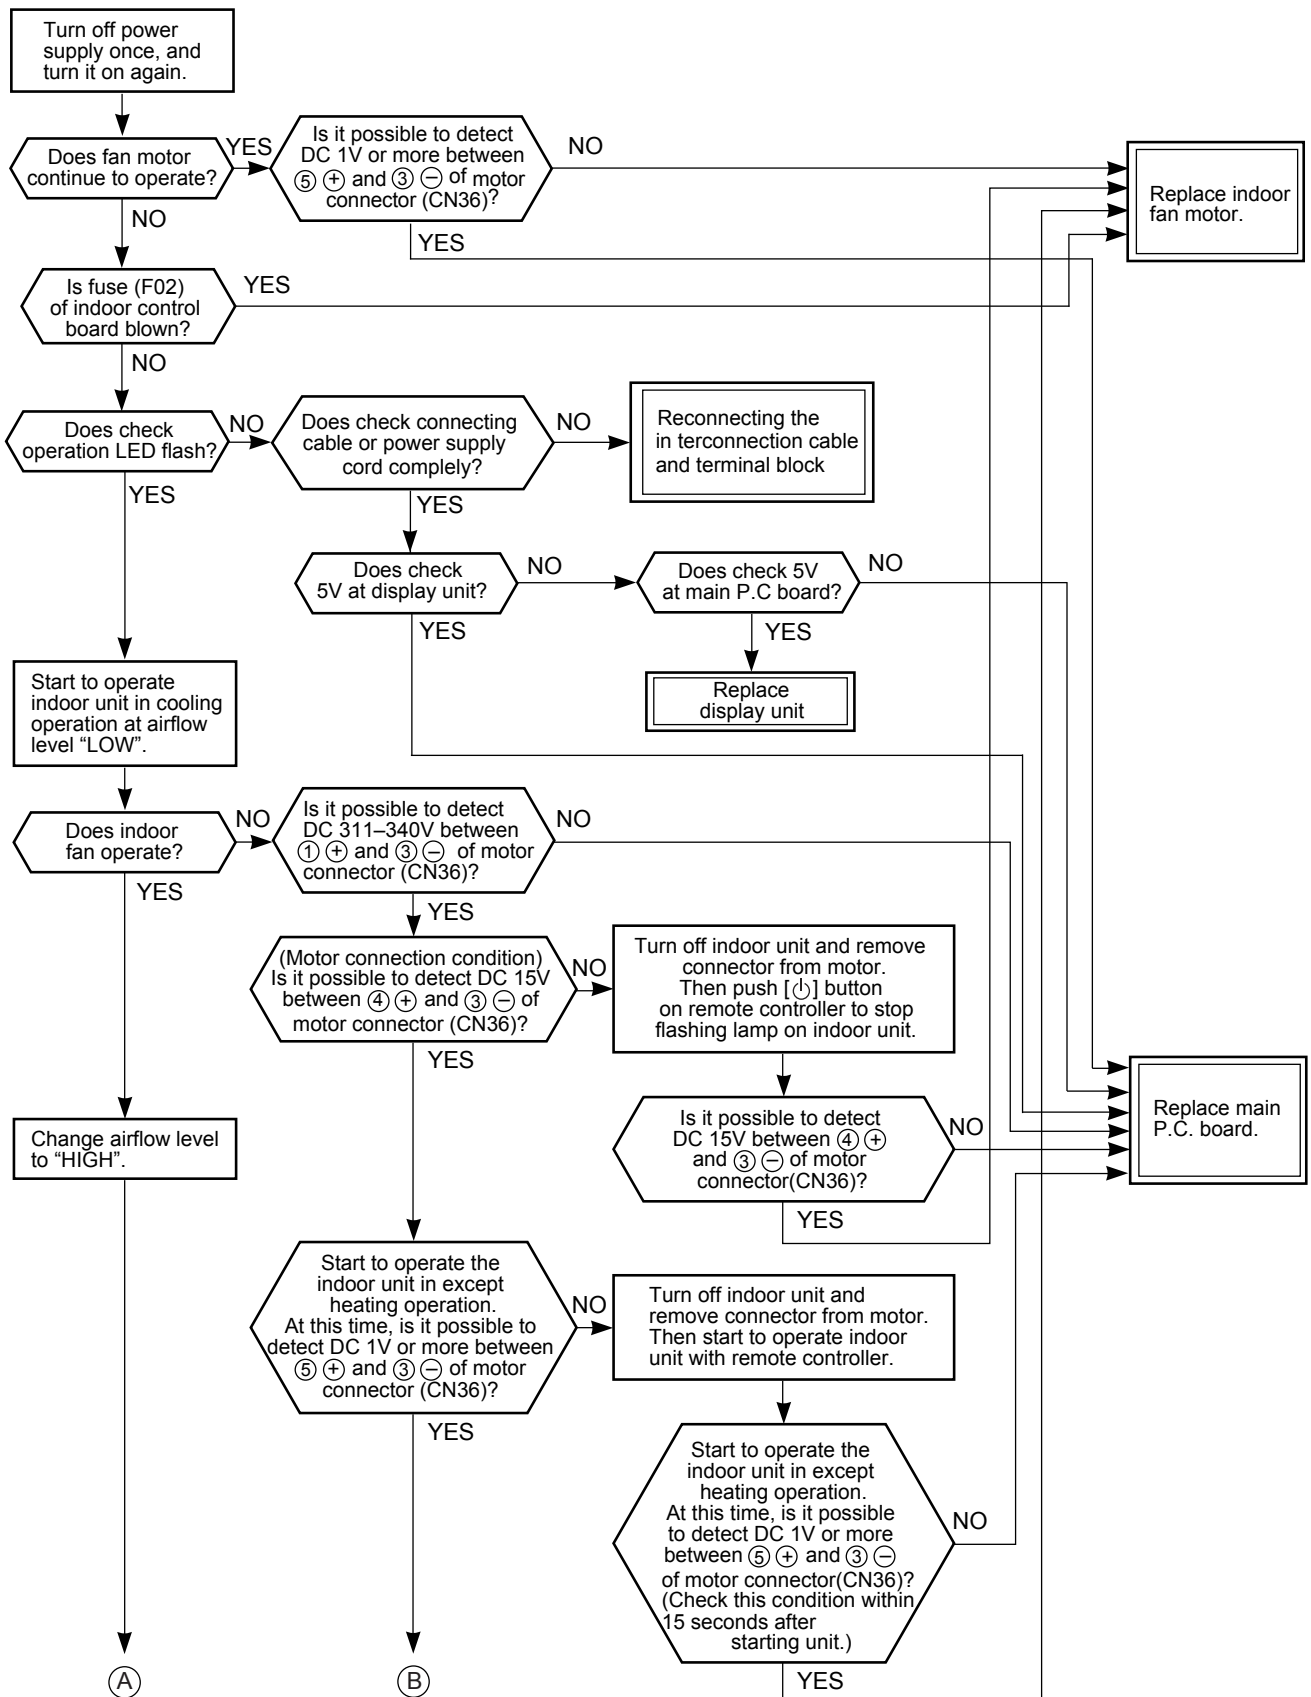 Turn off power
supply once, and
turn it on again.
Does fan motor
continue to operate?
YES
NO
Is it possible to detect
DC 1V or more between
⑤ ⊕ and ③ ⊖ of motor
connector (CN36)?
NO
YES
Replace indoor
fan motor.
Is fuse (F02)
of indoor control
board blown?
YES
NO
Does check
operation LED flash?
NO
YES
Does check connecting
cable or power supply
cord complely?
NO
YES
Reconnecting the
in terconnection cable
and terminal block
Does check
5V at display unit?
NO
YES
Does check 5V
at main P.C board?
NO
YES
Replace
display unit
Start to operate
indoor unit in cooling
operation at airflow
level “LOW”.
Does indoor
fan operate?
NO
YES
Is it possible to detect
DC 311–340V between
① ⊕ and ③ ⊖ of motor
connector (CN36)?
NO
YES
(Motor connection condition)
Is it possible to detect DC 15V
between ④ ⊕ and ③ ⊖ of
motor connector (CN36)?
NO
YES
Turn off indoor unit and remove
connector from motor.
Then push [⏻] button
on remote controller to stop
flashing lamp on indoor unit.
Is it possible to detect
DC 15V between ④ ⊕
and ③ ⊖ of motor
connector(CN36)?
NO
YES
Replace main
P.C. board.
Change airflow level
to “HIGH”.
Start to operate the
indoor unit in except
heating operation.
At this time, is it possible to
detect DC 1V or more between
⑤ ⊕ and ③ ⊖ of motor
connector (CN36)?
NO
YES
Turn off indoor unit and
remove connector from motor.
Then start to operate indoor
unit with remote controller.
Start to operate the
indoor unit in except
heating operation.
At this time, is it possible
to detect DC 1V or more
between ⑤ ⊕ and ③ ⊖
of motor connector(CN36)?
(Check this condition within
15 seconds after
starting unit.)
NO
YES
Ⓐ
Ⓑ